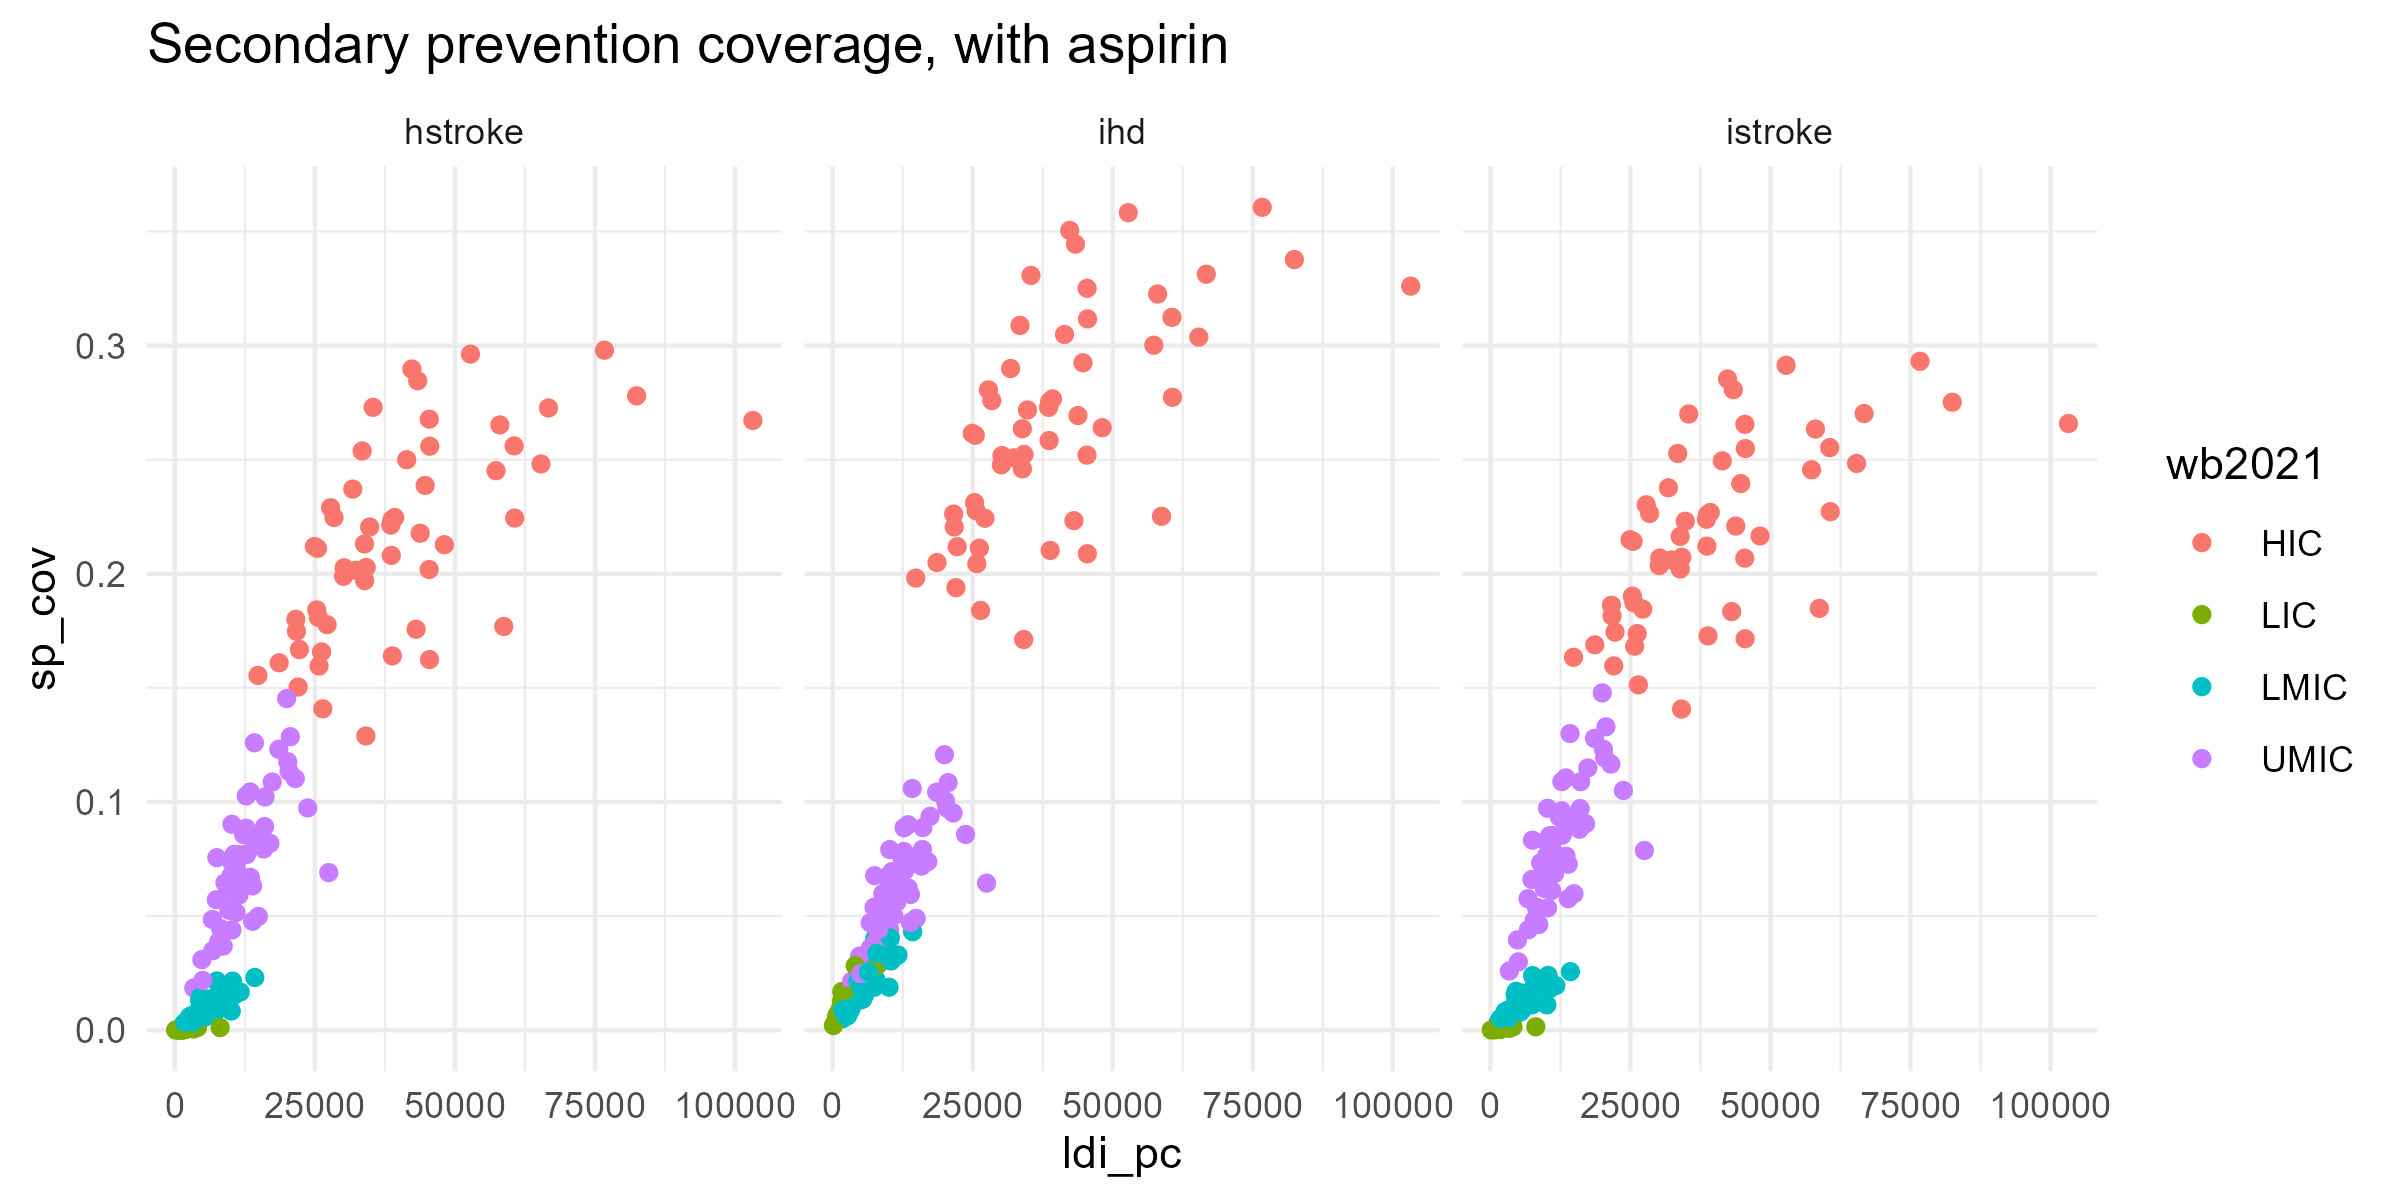 Secondary prevention coverage, with aspirin
hstroke
ihd
istroke
sp_cov
0.3
0.2
0.1
0.0
0 25000 50000 75000 100000
0 25000 50000 75000 100000
0 25000 50000 75000 100000
ldi_pc
wb2021
HIC
LIC
LMIC
UMIC